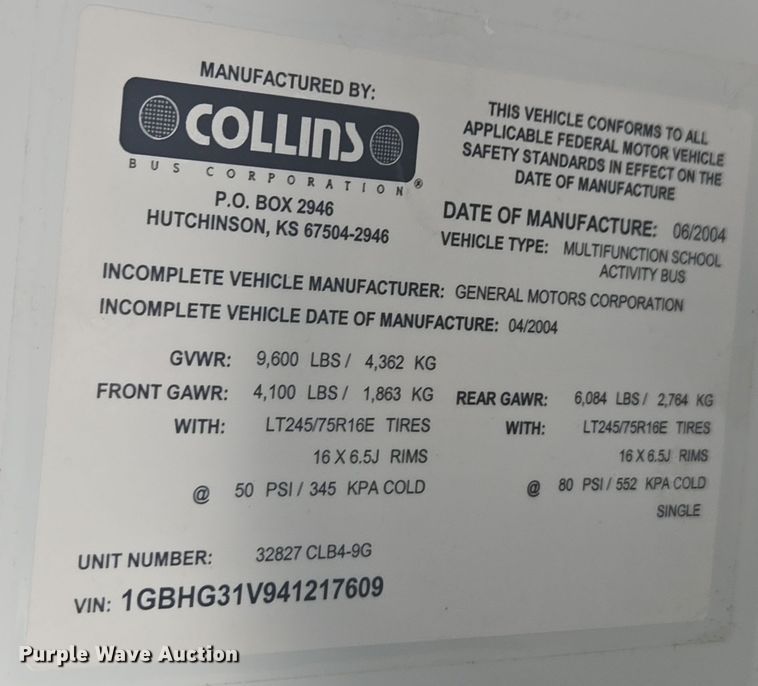 MANUFACTURED BY:
COLLINS
BUS CORPORATION®
P.O. BOX 2946
HUTCHINSON, KS 67504-2946
THIS VEHICLE CONFORMS TO ALL
APPLICABLE FEDERAL MOTOR VEHICLE
SAFETY STANDARDS IN EFFECT ON THE
DATE OF MANUFACTURE
DATE OF MANUFACTURE: 06/2004
VEHICLE TYPE: MULTIFUNCTION SCHOOL
ACTIVITY BUS
INCOMPLETE VEHICLE MANUFACTURER: GENERAL MOTORS CORPORATION
INCOMPLETE VEHICLE DATE OF MANUFACTURE: 04/2004
GVWR: 9,600 LBS / 4,362 KG
FRONT GAWR: 4,100 LBS / 1,863 KG
WITH: LT245/75R16E TIRES
16 X 6.5J RIMS
@ 50 PSI / 345 KPA COLD
REAR GAWR: 6,084 LBS / 2,764 KG
WITH: LT245/75R16E TIRES
16 X 6.5J RIMS
@ 80 PSI / 552 KPA COLD
SINGLE
UNIT NUMBER: 32827 CLB4-9G
VIN: 1GBHG31V941217609
Purple Wave Auction